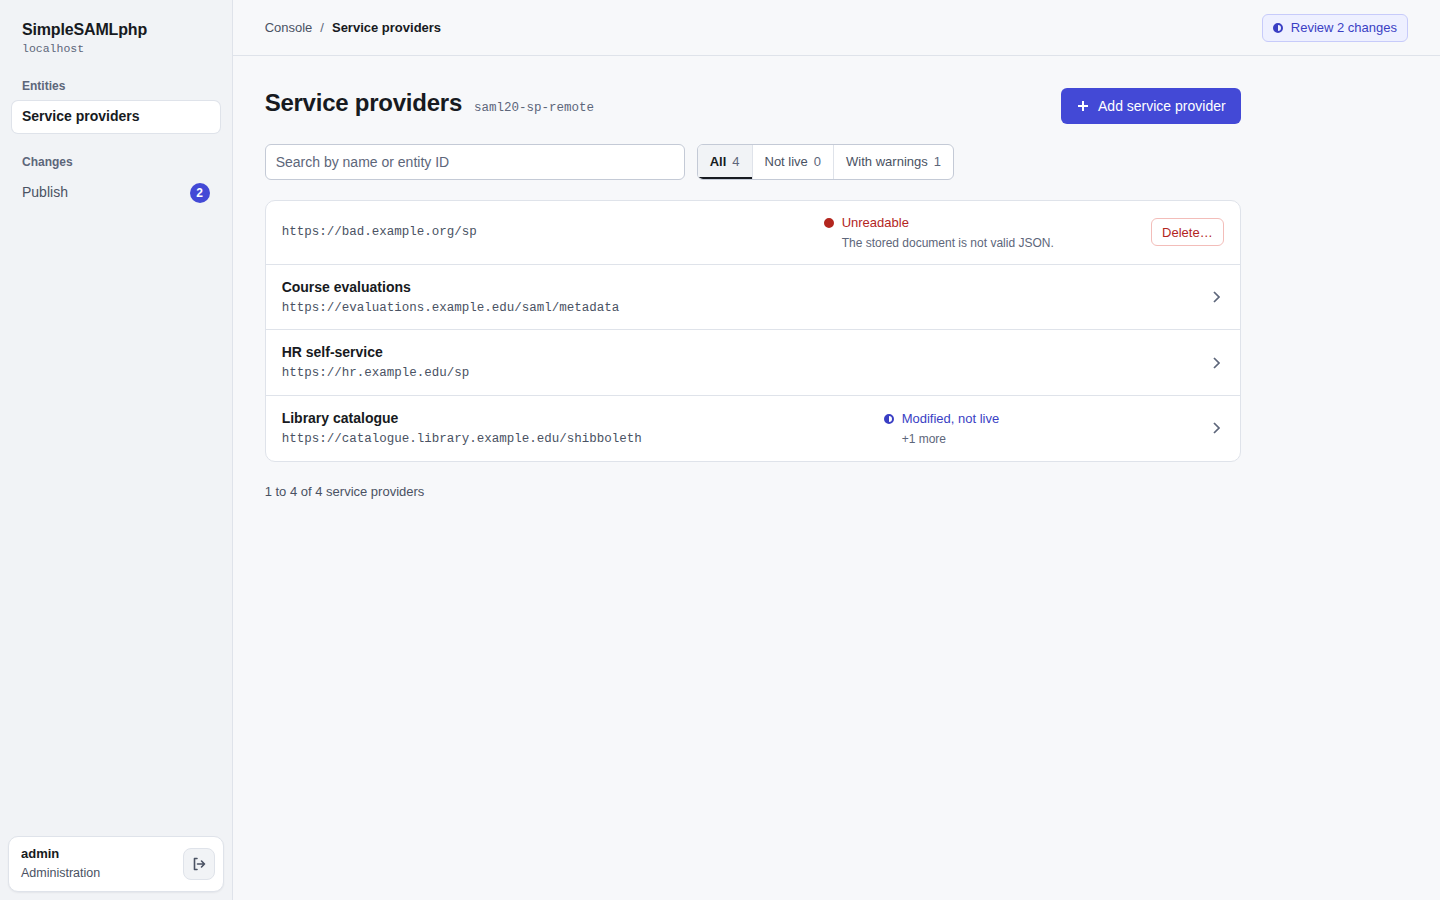 SimpleSAMLphp
localhost
Entities
Service providers
Changes
Publish 2
admin
Administration
Console / Service providers
Review 2 changes
Service providers saml20-sp-remote
Add service provider
Search by name or entity ID
All 4 Not live 0 With warnings 1
https://bad.example.org/sp
Unreadable
The stored document is not valid JSON.
Delete…
Course evaluations
https://evaluations.example.edu/saml/metadata
HR self-service
https://hr.example.edu/sp
Library catalogue
https://catalogue.library.example.edu/shibboleth
Modified, not live
+1 more
1 to 4 of 4 service providers